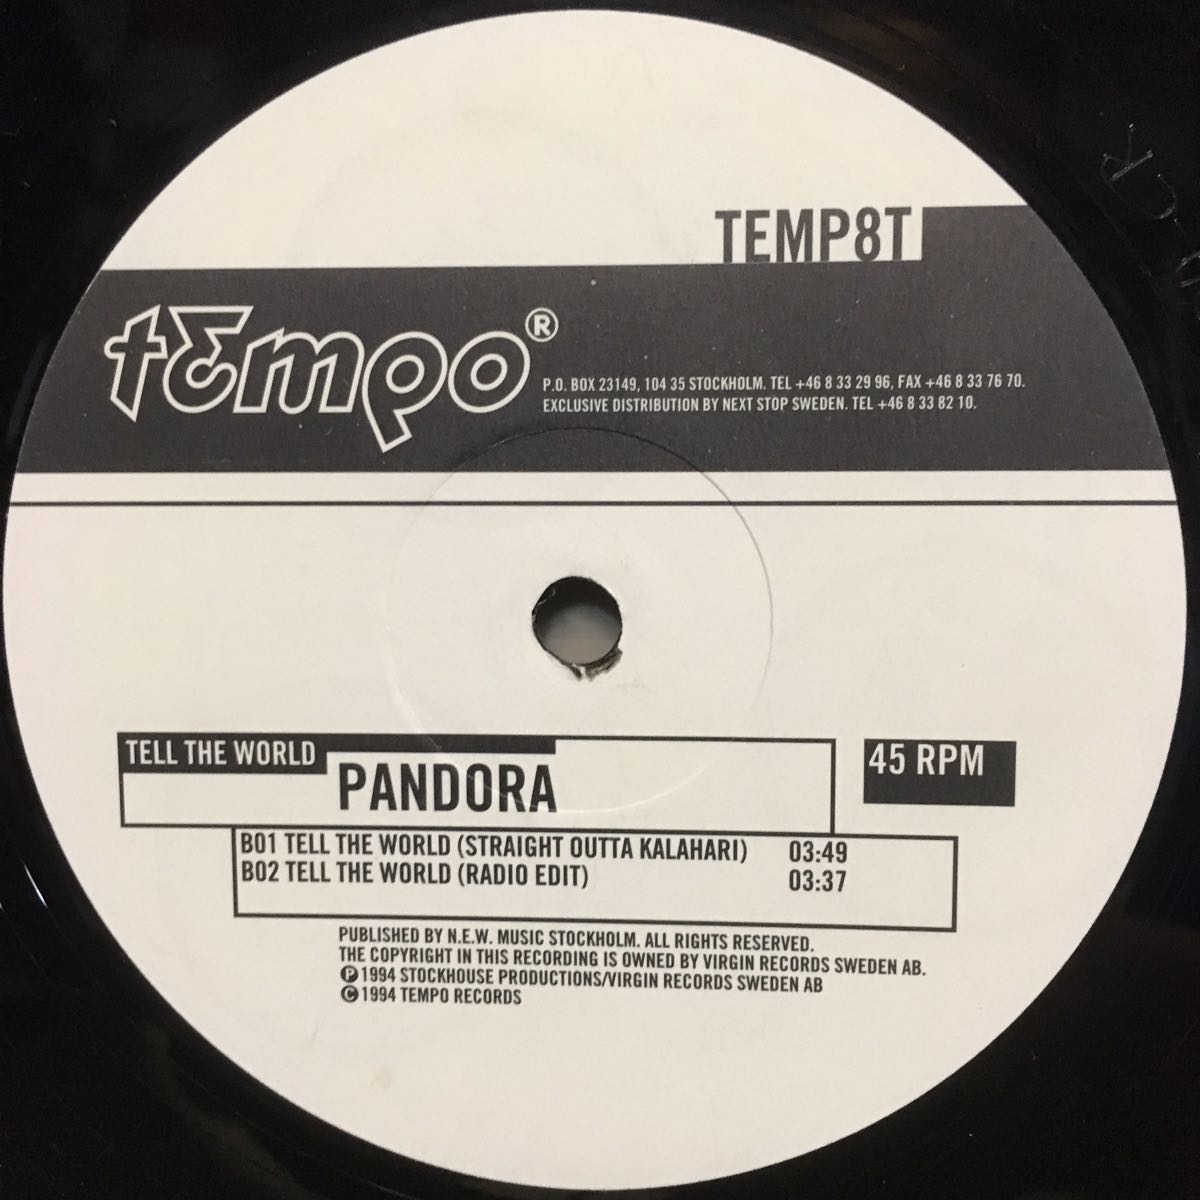 TEMP8T
tempo®
P.O. BOX 23149, 104 35 STOCKHOLM. TEL +46 8 33 29 96, FAX +46 8 33 76 70.
EXCLUSIVE DISTRIBUTION BY NEXT STOP SWEDEN. TEL +46 8 33 82 10.
TELL THE WORLD
PANDORA
45 RPM
B01 TELL THE WORLD (STRAIGHT OUTTA KALAHARI) 03:49
B02 TELL THE WORLD (RADIO EDIT) 03:37
PUBLISHED BY N.E.W. MUSIC STOCKHOLM. ALL RIGHTS RESERVED.
THE COPYRIGHT IN THIS RECORDING IS OWNED BY VIRGIN RECORDS SWEDEN AB.
℗ 1994 STOCKHOUSE PRODUCTIONS/VIRGIN RECORDS SWEDEN AB
© 1994 TEMPO RECORDS